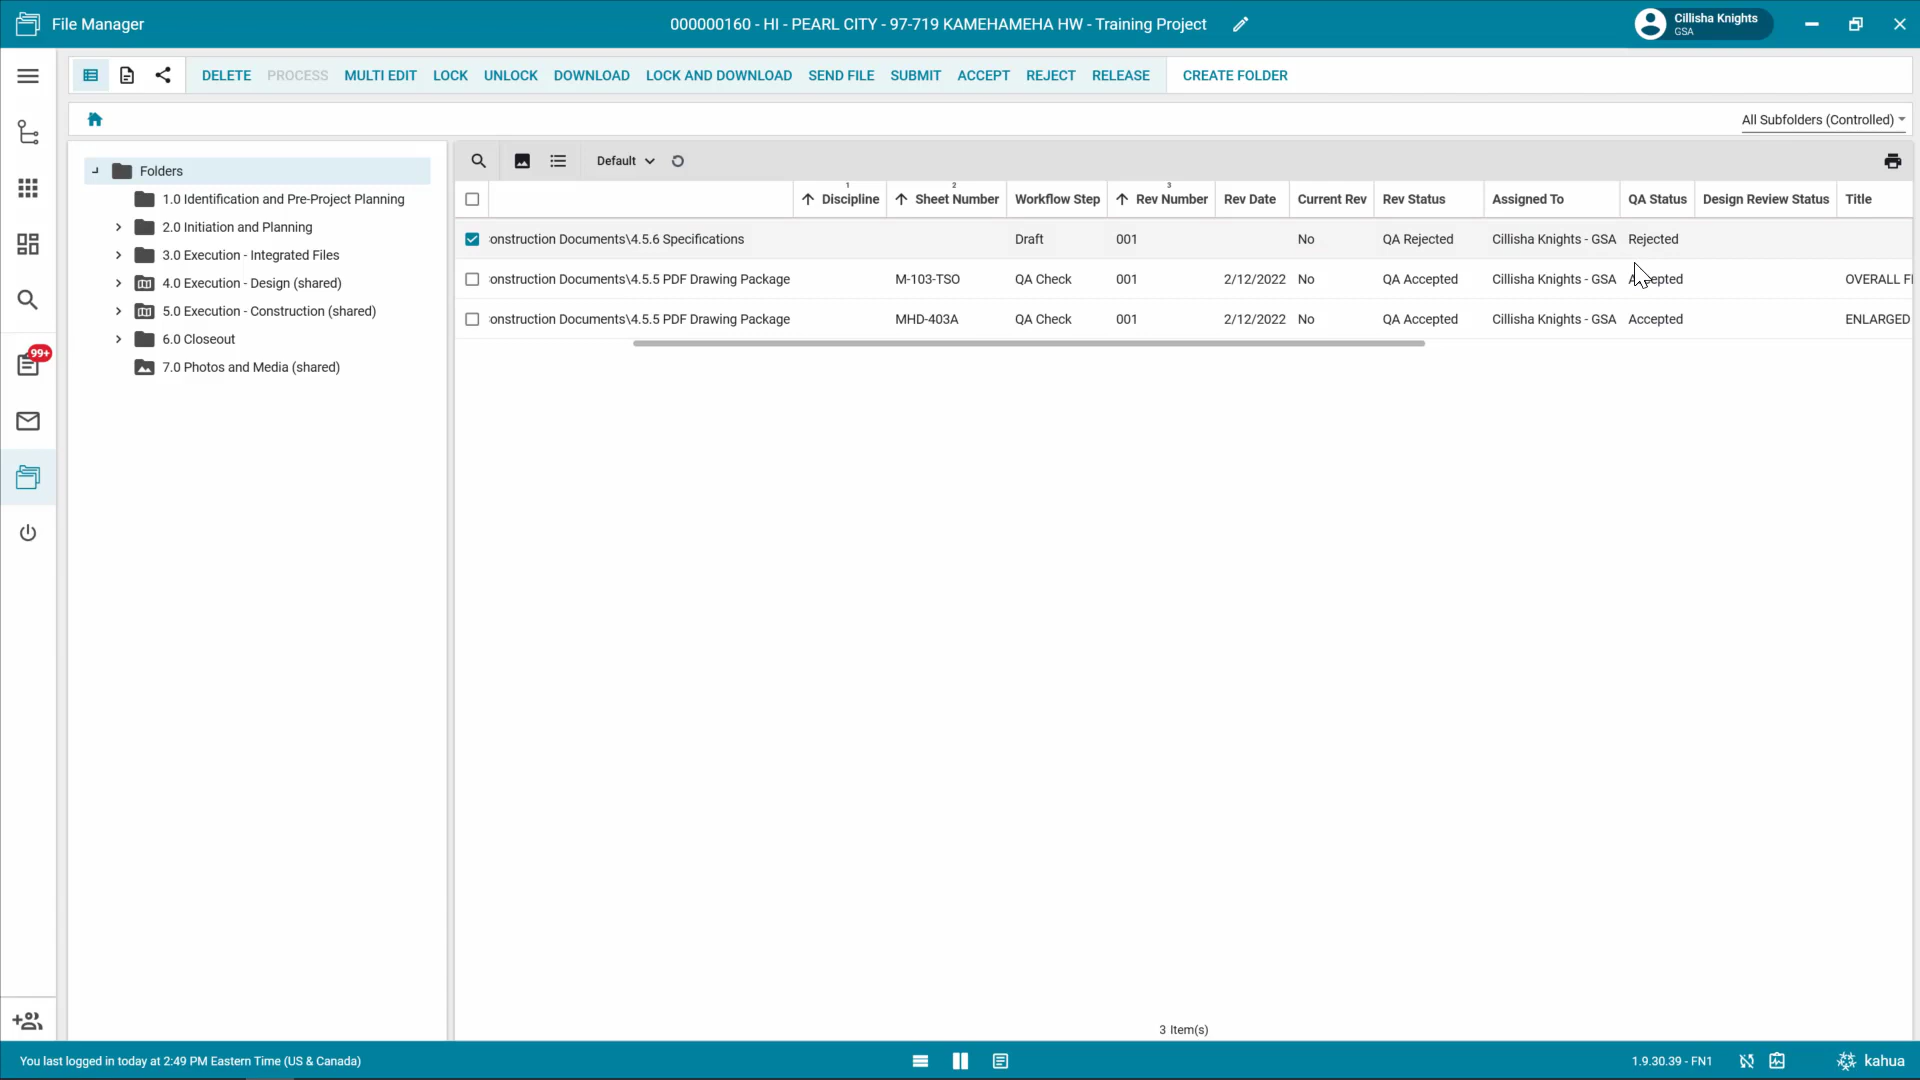 File Manager
000000160 - HI - PEARL CITY - 97-719 KAMEHAMEHA HW - Training Project
Cillisha Knights
GSA
DELETE PROCESS MULTI EDIT LOCK UNLOCK DOWNLOAD LOCK AND DOWNLOAD SEND FILE SUBMIT ACCEPT REJECT RELEASE CREATE FOLDER
All Subfolders (Controlled)
Folders
1.0 Identification and Pre-Project Planning
2.0 Initiation and Planning
3.0 Execution - Integrated Files
4.0 Execution - Design (shared)
5.0 Execution - Construction (shared)
6.0 Closeout
7.0 Photos and Media (shared)
99+
Default
1 2 3
Discipline Sheet Number Workflow Step Rev Number Rev Date Current Rev Rev Status Assigned To QA Status Design Review Status Title
onstruction Documents\4.5.6 Specifications Draft 001 No QA Rejected Cillisha Knights - GSA Rejected
onstruction Documents\4.5.5 PDF Drawing Package M-103-TSO QA Check 001 2/12/2022 No QA Accepted Cillisha Knights - GSA Accepted OVERALL F
onstruction Documents\4.5.5 PDF Drawing Package MHD-403A QA Check 001 2/12/2022 No QA Accepted Cillisha Knights - GSA Accepted ENLARGED
3 Item(s)
You last logged in today at 2:49 PM Eastern Time (US & Canada)
1.9.30.39 - FN1
kahua